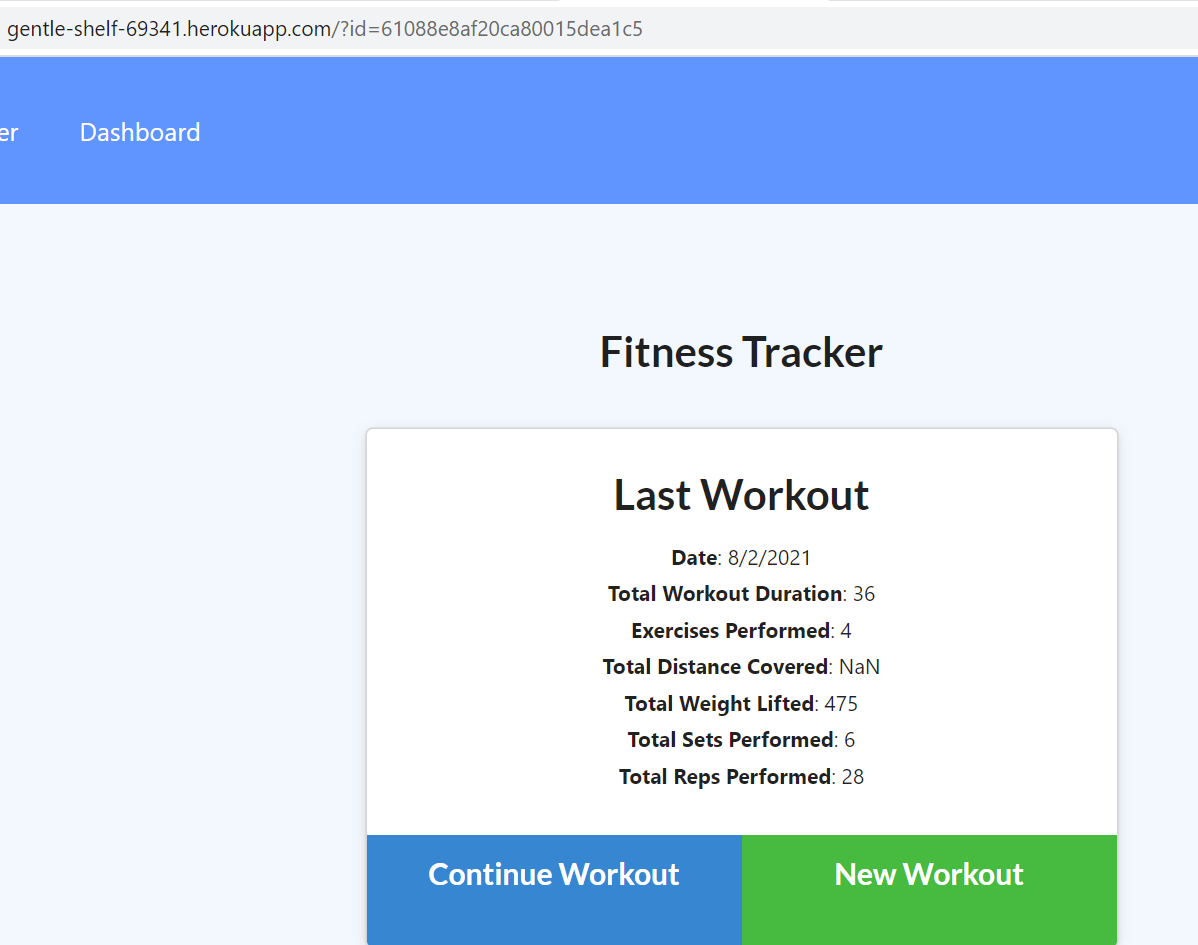 gentle-shelf-69341.herokuapp.com/?id=61088e8af20ca80015dea1c5
er Dashboard
Fitness Tracker
Last Workout
Date: 8/2/2021
Total Workout Duration: 36
Exercises Performed: 4
Total Distance Covered: NaN
Total Weight Lifted: 475
Total Sets Performed: 6
Total Reps Performed: 28
Continue Workout New Workout